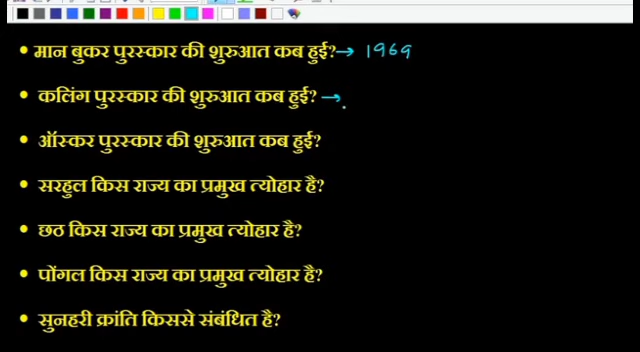 • मान बुकर पुरस्कार की शुरुआत कब हुई?→ 1969
• कलिंग पुरस्कार की शुरुआत कब हुई? →
• ऑस्कर पुरस्कार की शुरुआत कब हुई?
• सरहुल किस राज्य का प्रमुख त्योहार है?
• छठ किस राज्य का प्रमुख त्योहार है?
• पोंगल किस राज्य का प्रमुख त्योहार है?
• सुनहरी क्रांति किससे संबंधित है?